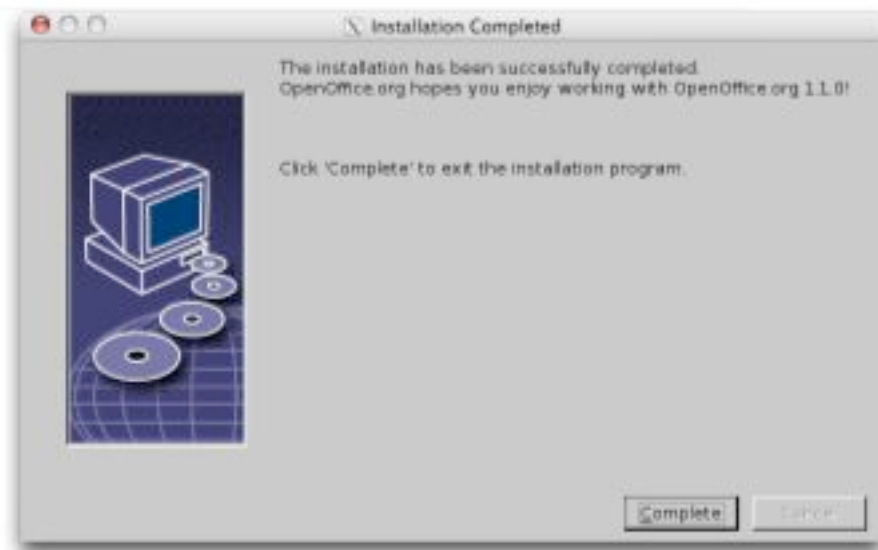 Installation Completed
The installation has been successfully completed.
OpenOffice.org hopes you enjoy working with OpenOffice.org 1.1.0!
Click 'Complete' to exit the installation program.
Complete
Cancel